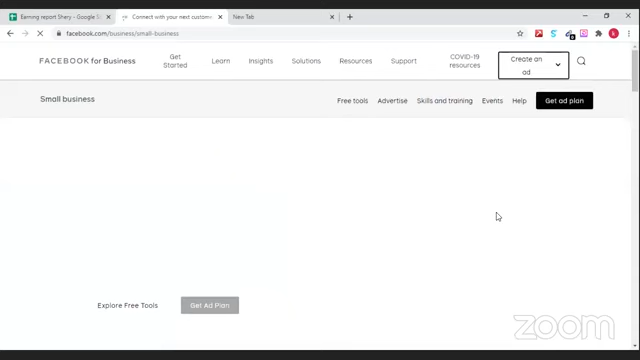 Earning report Shery - Google S
Connect with your next custome
New Tab
facebook.com/business/small-business
k
FACEBOOK for Business
Get Started
Learn
Insights
Solutions
Resources
Support
COVID-19 resources
Create an ad
Small business
Free tools
Advertise
Skills and training
Events
Help
Get ad plan
Explore Free Tools
Get Ad Plan
zoom